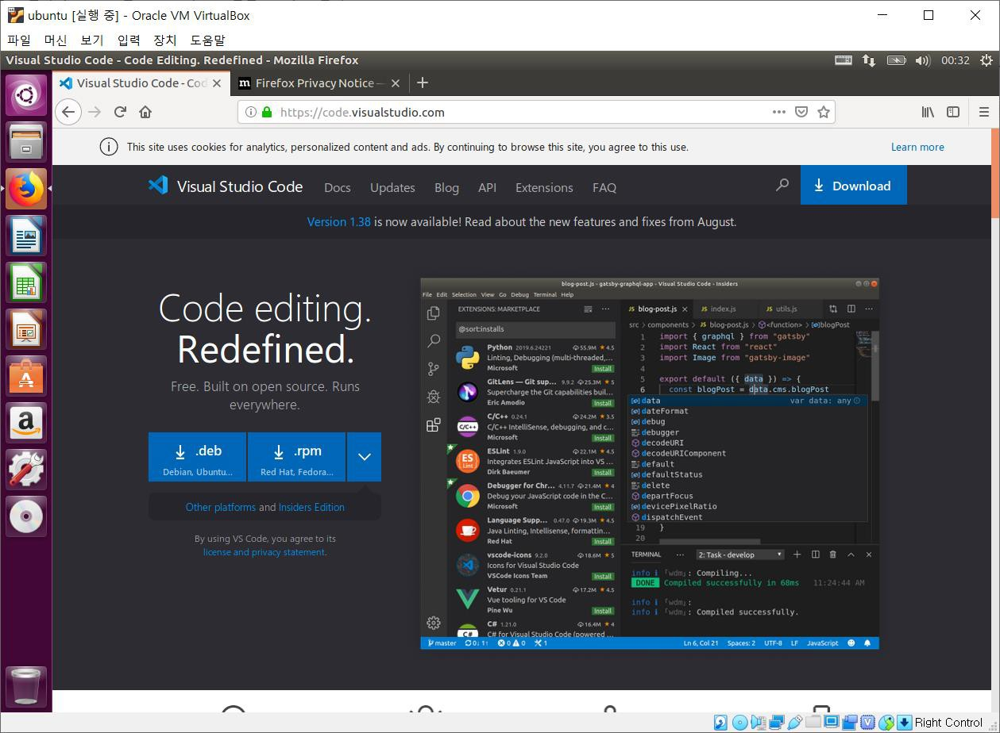 ubuntu [실행 중] - Oracle VM VirtualBox
파일 머신 보기 입력 장치 도움말
Visual Studio Code - Code Editing. Redefined - Mozilla Firefox 00:32
Visual Studio Code - Cod
Firefox Privacy Notice —
https://code.visualstudio.com
This site uses cookies for analytics, personalized content and ads. By continuing to browse this site, you agree to this use. Learn more
Visual Studio Code Docs Updates Blog API Extensions FAQ Download
Version 1.38 is now available! Read about the new features and fixes from August.
Code editing.
Redefined.
Free. Built on open source. Runs
everywhere.
.deb
Debian, Ubuntu...
.rpm
Red Hat, Fedora...
Other platforms and Insiders Edition
By using VS Code, you agree to its
license and privacy statement.
blog-post.js - gatsby-graphql-app - Visual Studio Code - Insiders
File Edit Selection View Go Debug Terminal Help
EXTENSIONS: MARKETPLACE
@sort:installs
Python 2019.6.24221 55.9M 4.5
Linting, Debugging (multi-threaded,...
Microsoft Install
GitLens — Git sup... 9.9.2 25.3M 5
Supercharge the Git capabilities buil...
Eric Amodio Install
C/C++ 0.24.1 24.2M 3.5
C/C++ IntelliSense, debugging, and c...
Microsoft Install
ESLint 1.9.0 22.1M 4.5
Integrates ESLint JavaScript into VS ...
Dirk Baeumer Install
Debugger for Chr... 4.11.7 21.4M 4
Debug your JavaScript code in the C...
Microsoft Install
Language Supp... 0.47.0 19.3M 4.5
Java Linting, Intellisense, formattin...
Red Hat Install
vscode-icons 9.2.0 18.6M 5
Icons for Visual Studio Code
VSCode Icons Team Install
Vetur 0.21.1 17.2M 4.5
Vue tooling for VS Code
Pine Wu Install
C# 1.21.0 16.4M 4
C# for Visual Studio Code (powered ...
JS blog-post.js JS index.js JS utils.js
src › components › JS blog-post.js › <function> › blogPost
1 import { graphql } from "gatsby"
2 import React from "react"
3 import Image from "gatsby-image"
4
5 export default ({ data }) => {
6 const blogPost = data.cms.blogPost
data var data: any
dateFormat
debug
debugger
decodeURI
decodeURIComponent
default
defaultStatus
delete
departFocus
devicePixelRatio
dispatchEvent
19 }
20
TERMINAL ... 2: Task - develop
info i ｢wdm｣: Compiling...
DONE Compiled successfully in 68ms 11:24:44 AM
info i ｢wdm｣:
info i ｢wdm｣: Compiled successfully.
master 0↓ 1↑ 0 0 1 Ln 6, Col 21 Spaces: 2 UTF-8 LF JavaScript
Right Control